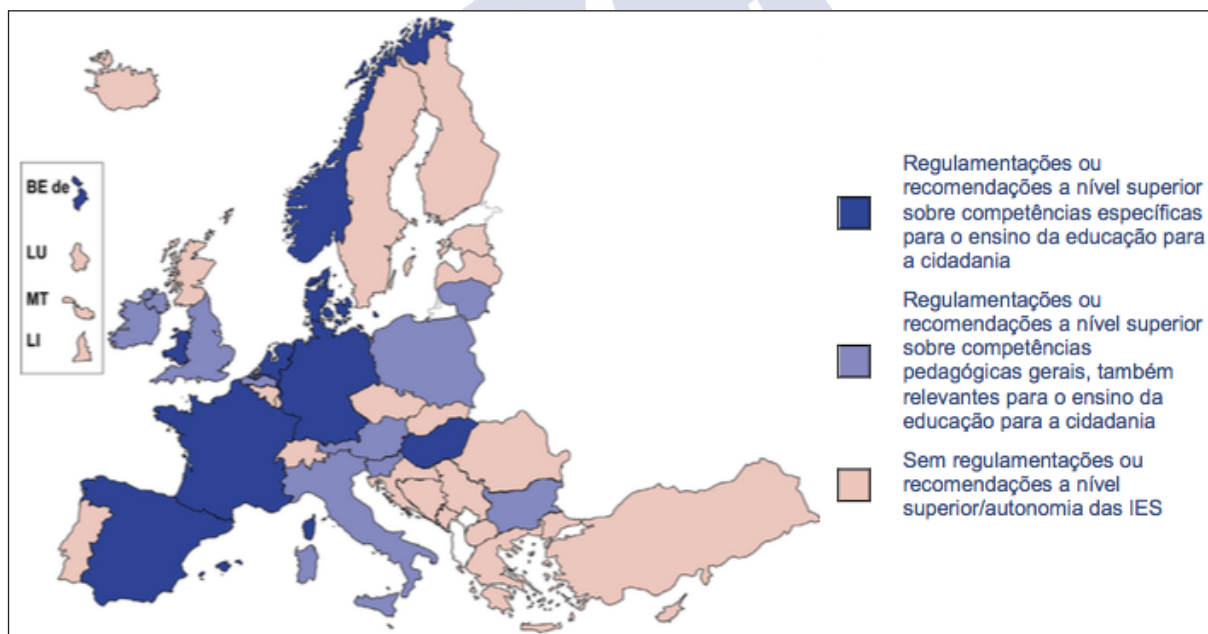 BE de
LU
MT
LI
Regulamentações ou
recomendações a nível superior
sobre competências específicas
para o ensino da educação para
a cidadania
Regulamentações ou
recomendações a nível superior
sobre competências
pedagógicas gerais, também
relevantes para o ensino da
educação para a cidadania
Sem regulamentações ou
recomendações a nível
superior/autonomia das IES